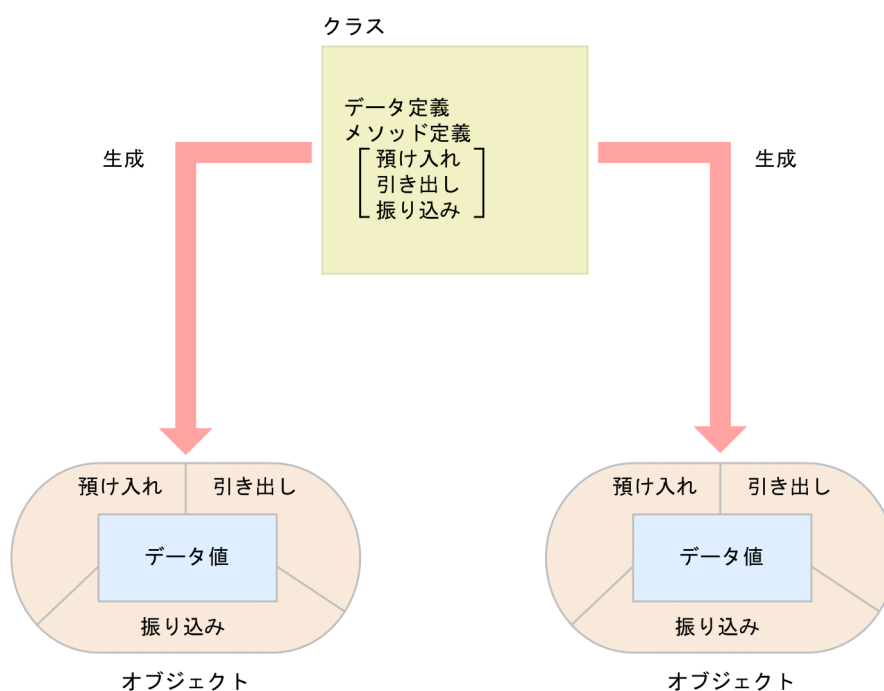 クラス
データ定義
メソッド定義
預け入れ
引き出し
振り込み
生成
生成
預け入れ
引き出し
データ値
振り込み
オブジェクト
預け入れ
引き出し
データ値
振り込み
オブジェクト